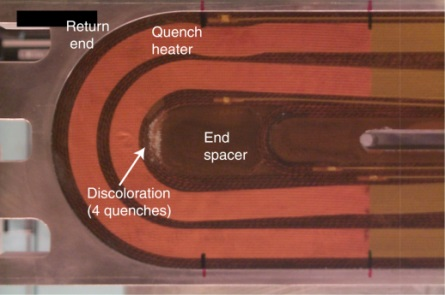 Return
end
Quench
heater
End
spacer
Discoloration
(4 quenches)